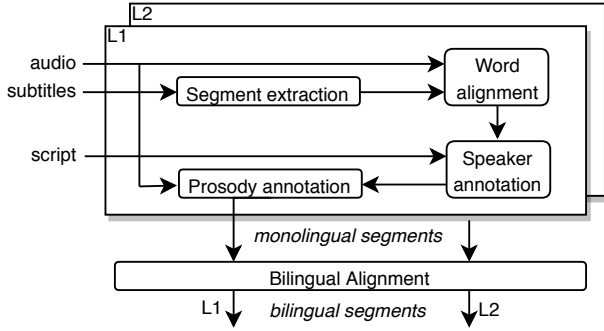 L2
L1
audio
Word
alignment
subtitles
Segment extraction
script
Speaker
annotation
Prosody annotation
monolingual segments
Bilingual Alignment
L1
bilingual segments
L2